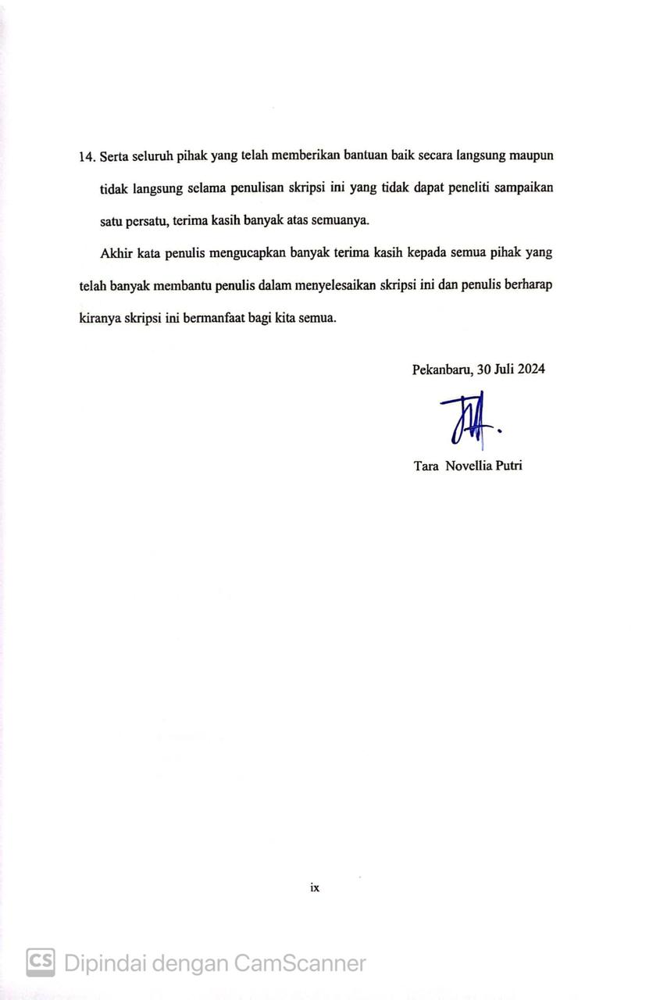 14. Serta seluruh pihak yang telah memberikan bantuan baik secara langsung maupun
tidak langsung selama penulisan skripsi ini yang tidak dapat peneliti sampaikan
satu persatu, terima kasih banyak atas semuanya.
Akhir kata penulis mengucapkan banyak terima kasih kepada semua pihak yang
telah banyak membantu penulis dalam menyelesaikan skripsi ini dan penulis berharap
kiranya skripsi ini bermanfaat bagi kita semua.
Pekanbaru, 30 Juli 2024
Tara Novellia Putri
ix
CS Dipindai dengan CamScanner